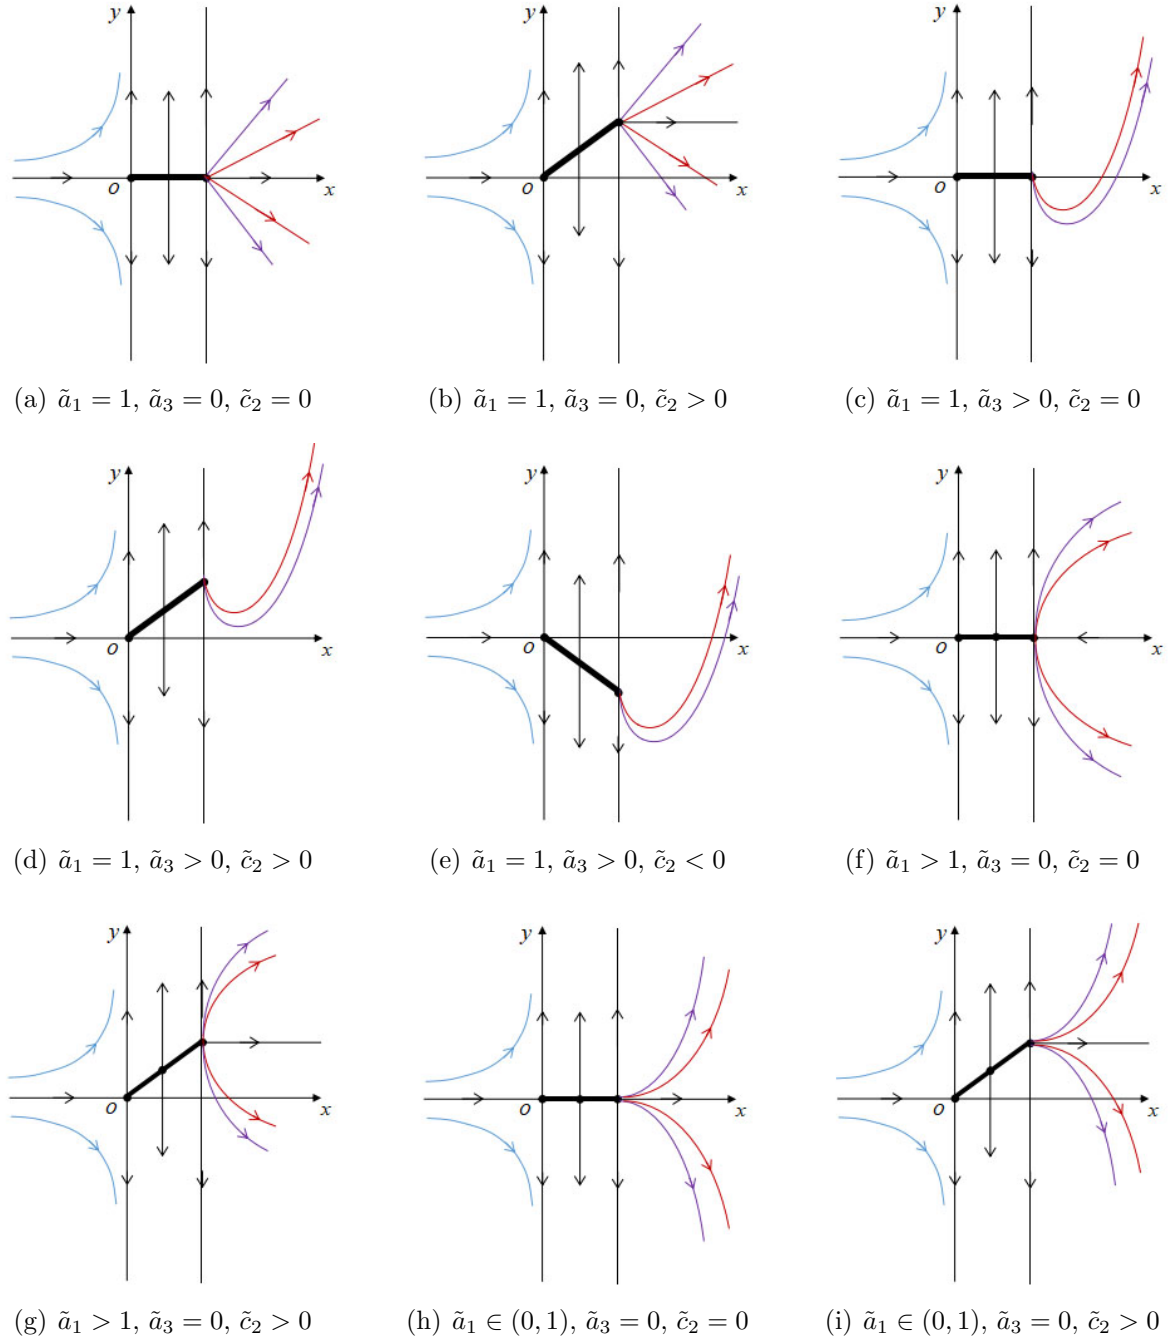 y y y
o x o x o x
(a) ã₁ = 1, ã₃ = 0, c̃₂ = 0 (b) ã₁ = 1, ã₃ = 0, c̃₂ > 0 (c) ã₁ = 1, ã₃ > 0, c̃₂ = 0
y y y
o x o x o x
(d) ã₁ = 1, ã₃ > 0, c̃₂ > 0 (e) ã₁ = 1, ã₃ > 0, c̃₂ < 0 (f) ã₁ > 1, ã₃ = 0, c̃₂ = 0
y y y
o x o x o x
(g) ã₁ > 1, ã₃ = 0, c̃₂ > 0 (h) ã₁ ∈ (0, 1), ã₃ = 0, c̃₂ = 0 (i) ã₁ ∈ (0, 1), ã₃ = 0, c̃₂ > 0